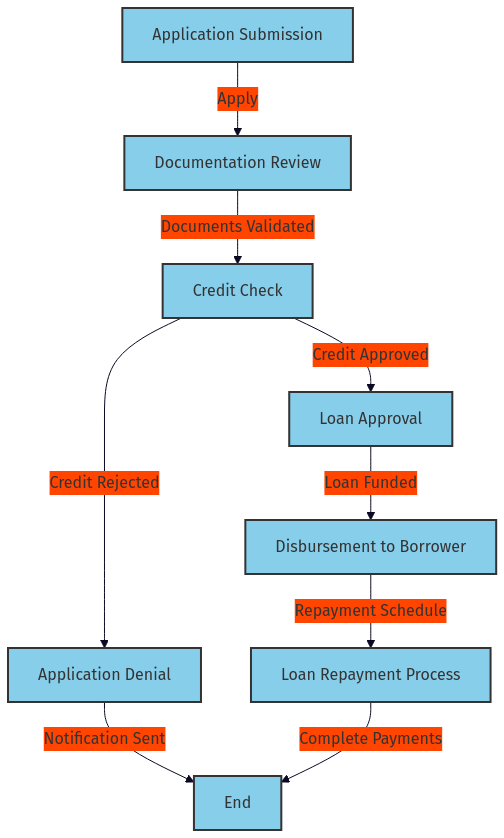 Application Submission
Apply
Documentation Review
Documents Validated
Credit Check
Credit Approved
Loan Approval
Credit Rejected
Loan Funded
Disbursement to Borrower
Repayment Schedule
Application Denial
Loan Repayment Process
Notification Sent
Complete Payments
End